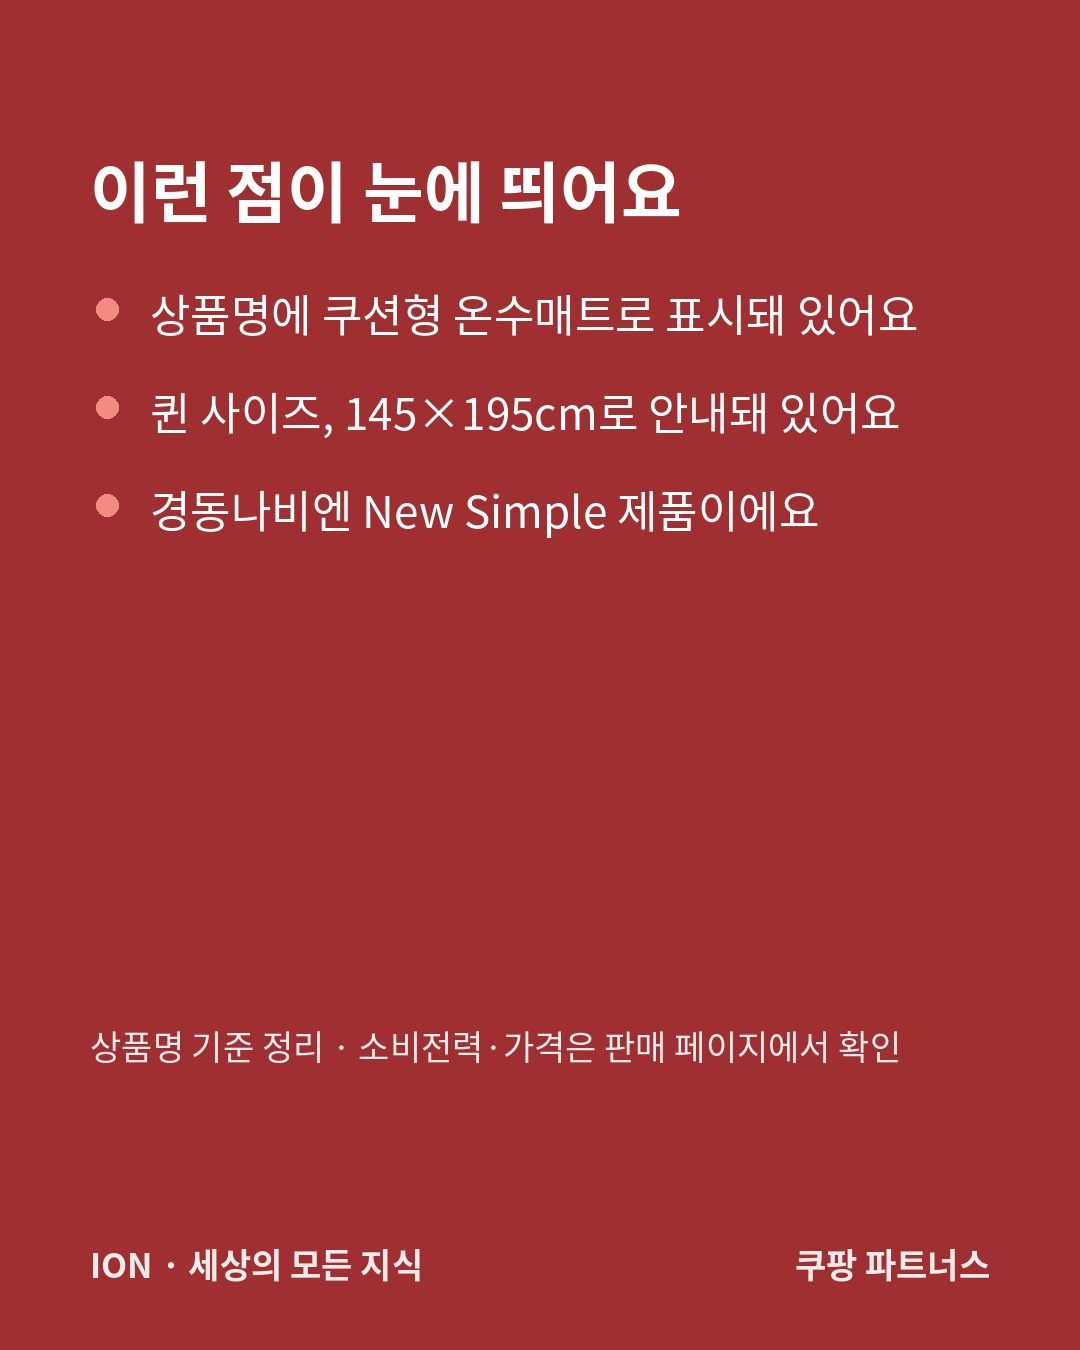 이런 점이 눈에 띄어요
상품명에 쿠션형 온수매트로 표시돼 있어요
퀸 사이즈, 145×195cm로 안내돼 있어요
경동나비엔 New Simple 제품이에요
상품명 기준 정리 · 소비전력·가격은 판매 페이지에서 확인
ION · 세상의 모든 지식
쿠팡 파트너스